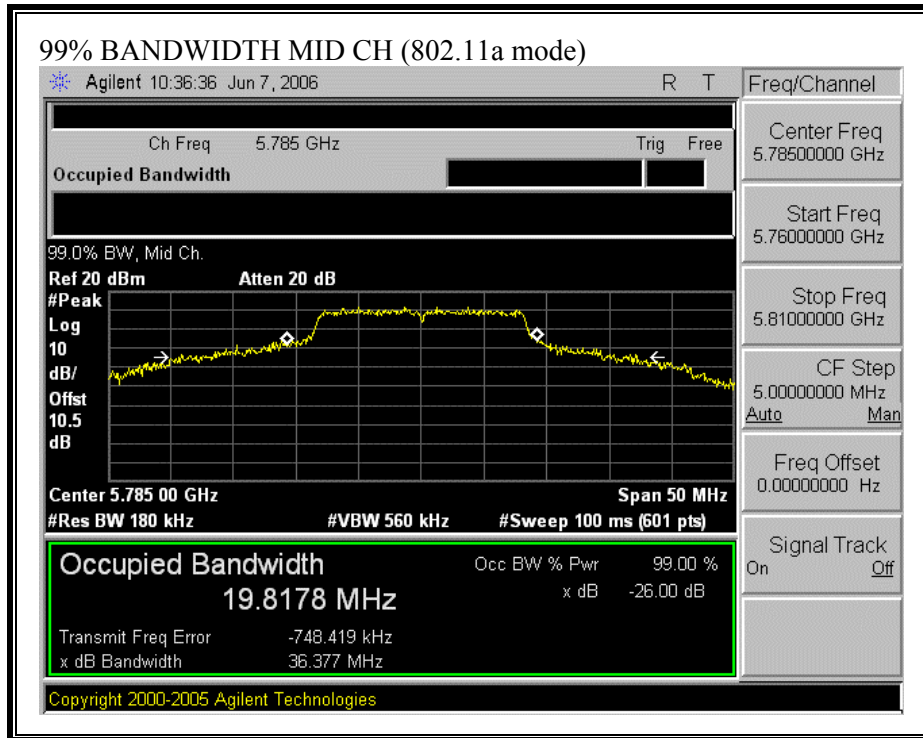 99% BANDWIDTH MID CH (802.11a mode)
Agilent 10:36:36 Jun 7, 2006 R T
Freq/Channel
Ch Freq 5.785 GHz Trig Free
Occupied Bandwidth
Center Freq
5.78500000 GHz
Start Freq
5.76000000 GHz
Stop Freq
5.81000000 GHz
CF Step
5.00000000 MHz
Auto Man
Freq Offset
0.00000000 Hz
Signal Track
On Off
99.0% BW, Mid Ch.
Ref 20 dBm Atten 20 dB
#Peak
Log
10
dB/
Offst
10.5
dB
Center 5.785 00 GHz Span 50 MHz
#Res BW 180 kHz #VBW 560 kHz #Sweep 100 ms (601 pts)
Occupied Bandwidth
19.8178 MHz
Occ BW % Pwr 99.00 %
x dB -26.00 dB
Transmit Freq Error -748.419 kHz
x dB Bandwidth 36.377 MHz
Copyright 2000-2005 Agilent Technologies